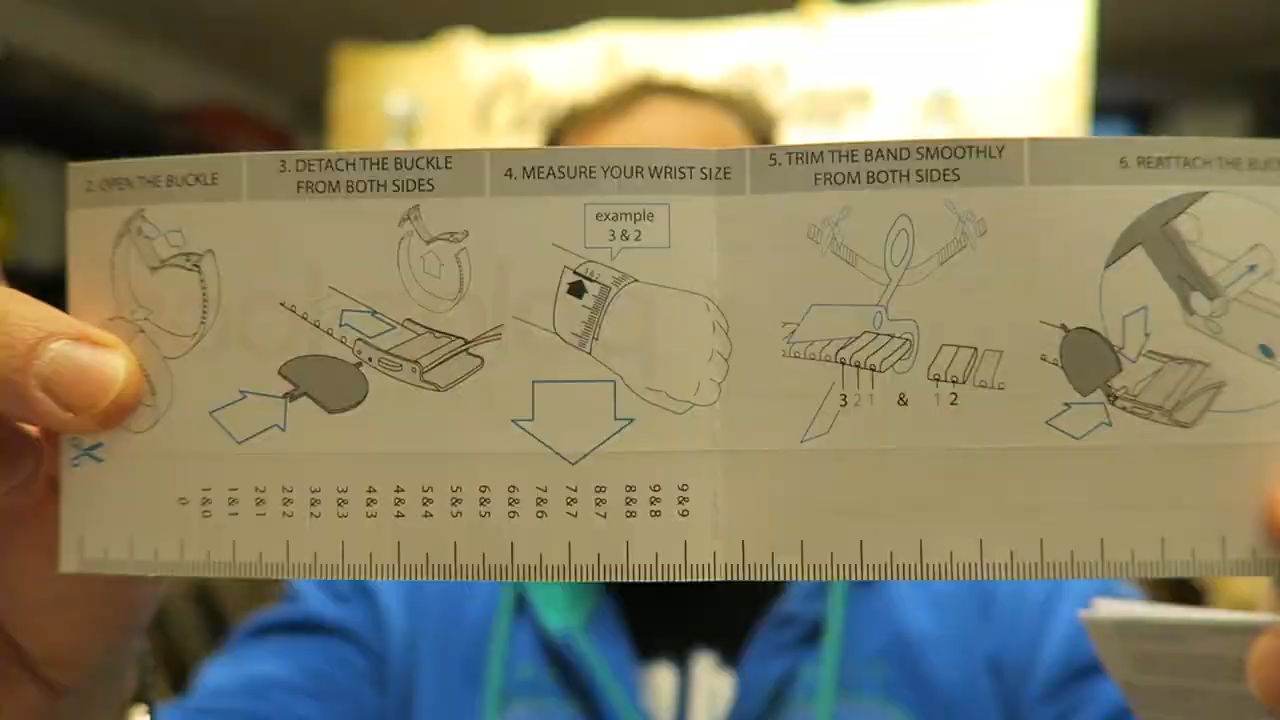 2. OPEN THE BUCKLE
3. DETACH THE BUCKLE
FROM BOTH SIDES
4. MEASURE YOUR WRIST SIZE
5. TRIM THE BAND SMOOTHLY
FROM BOTH SIDES
6. REATTACH THE
example
3 & 2
3 2 1 & 1 2
0
1&0
1&1
2&1
2&2
3&2
3&3
4&3
4&4
5&4
5&5
6&5
6&6
7&6
7&7
8&7
8&8
9&8
9&9